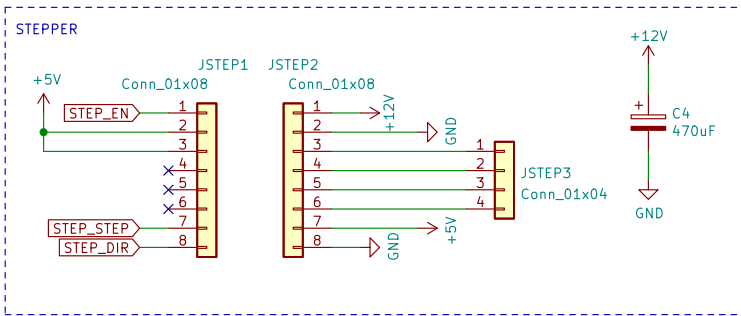 STEPPER
+5V
JSTEP1
Conn_01x08
STEP_EN
1
2
3
4
5
6
STEP_STEP
7
STEP_DIR
8
JSTEP2
Conn_01x08
1
+12V
2
GND
3
4
5
6
7
+5V
8
GND
1
2
3
4
JSTEP3
Conn_01x04
+12V
+
C4
470uF
GND